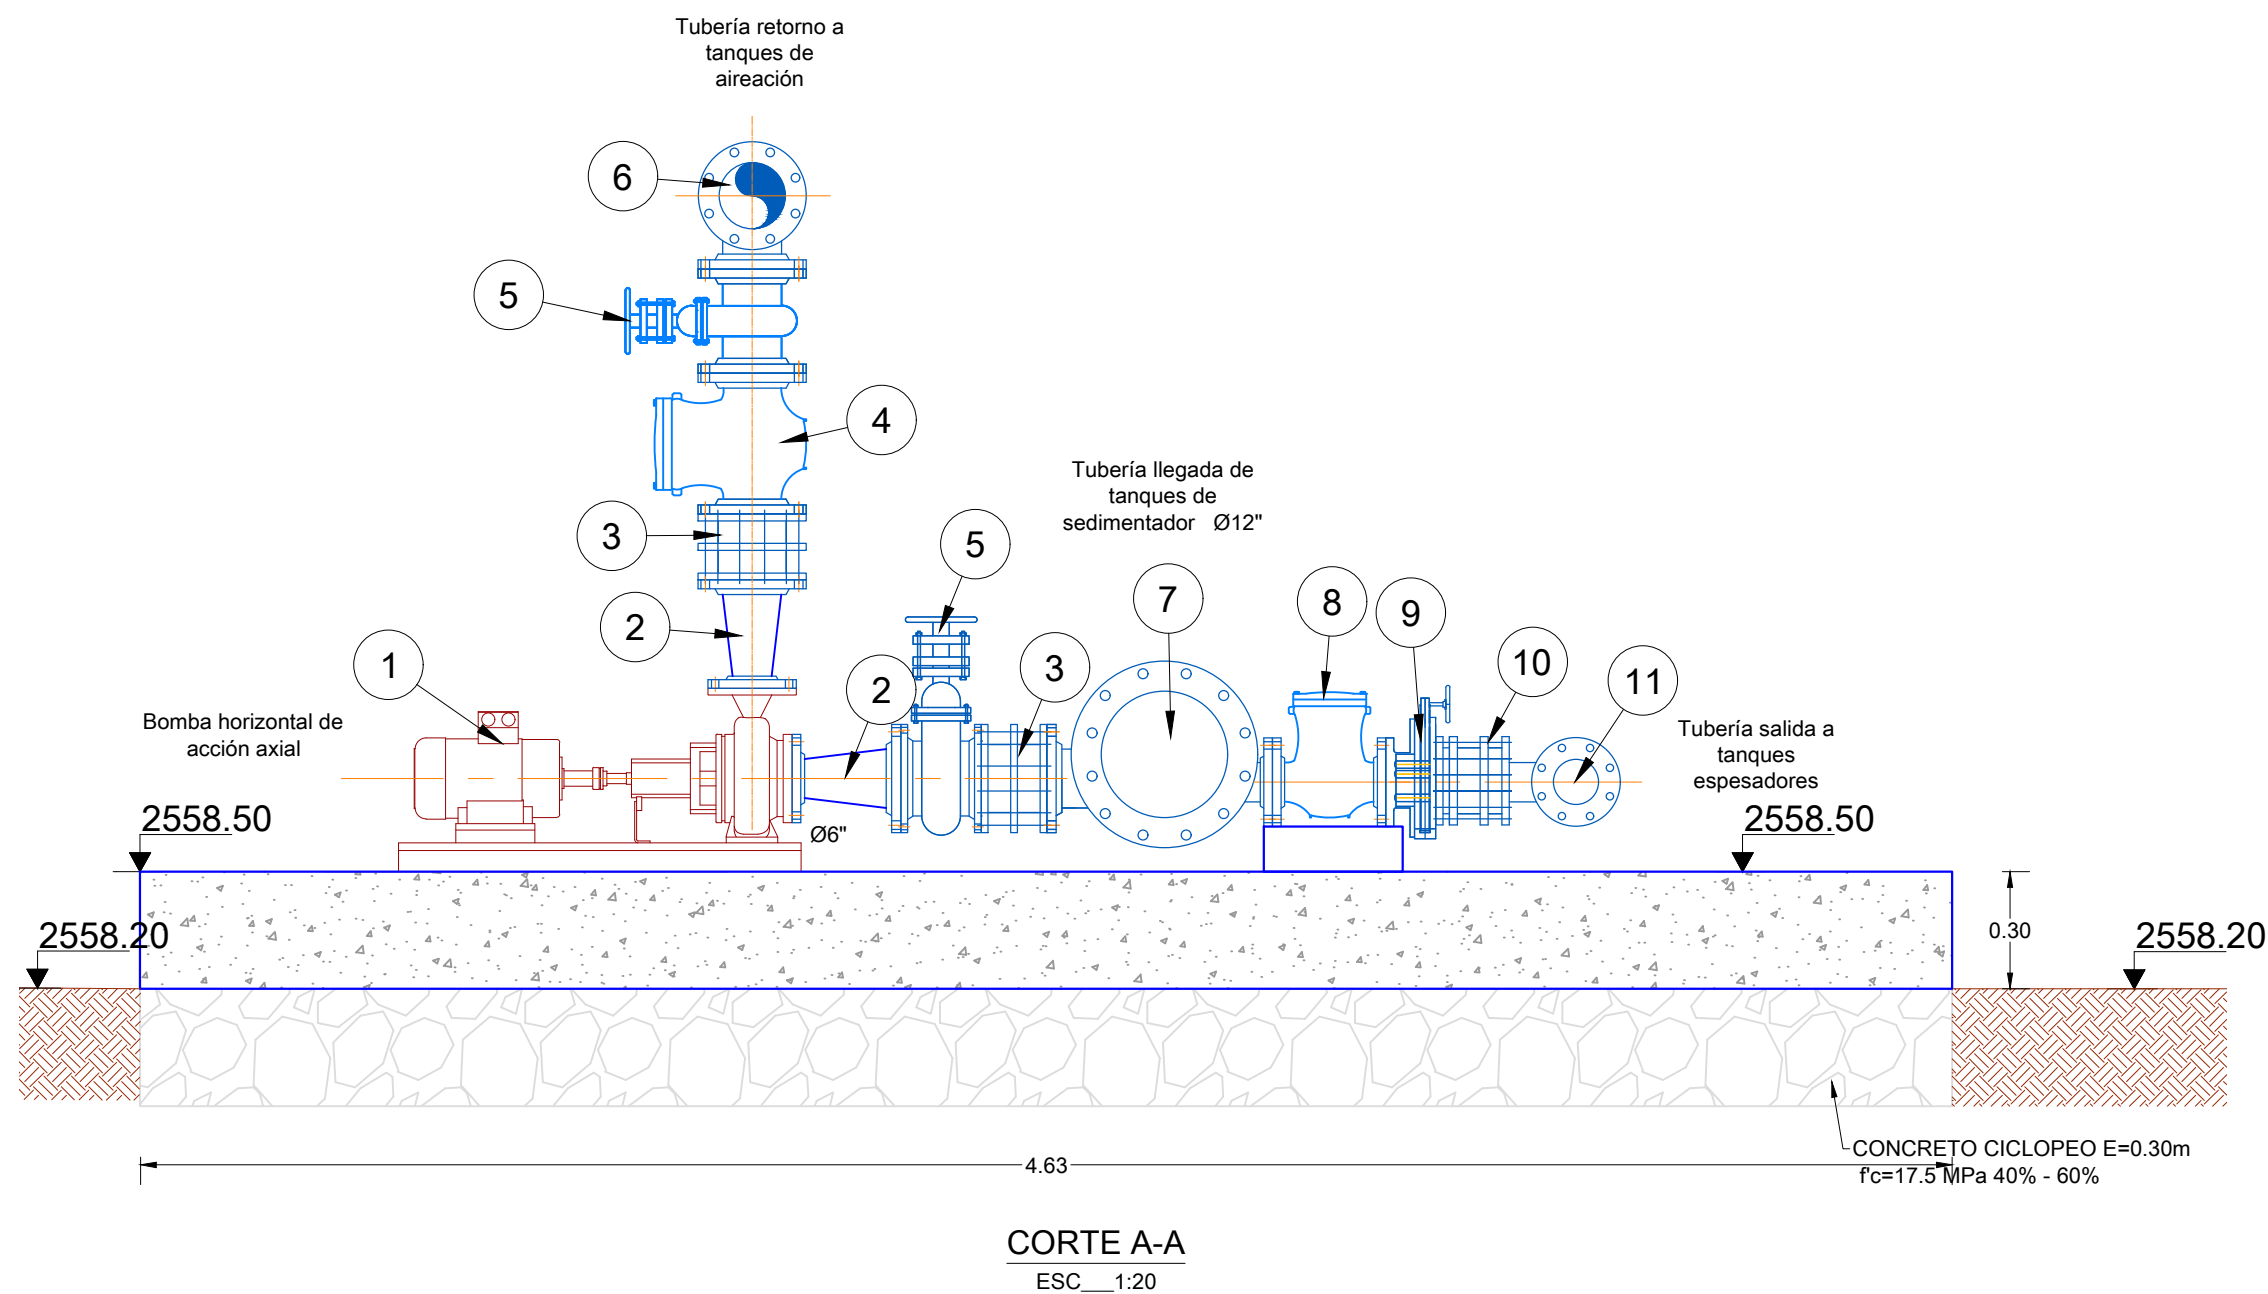 Tubería retorno a
tanques de
aireación
6
5
4
Tubería llegada de
tanques de
sedimentador Ø12"
3
5
2
7
8
9
3
10
1
2
11
Bomba horizontal de
acción axial
Tubería salida a
tanques
espesadores
Ø6"
2558.50
2558.50
2558.20
0.30
2558.20
CONCRETO CICLOPEO E=0.30m
f'c=17.5 MPa 40% - 60%
4.63
CORTE A-A
ESC__1:20